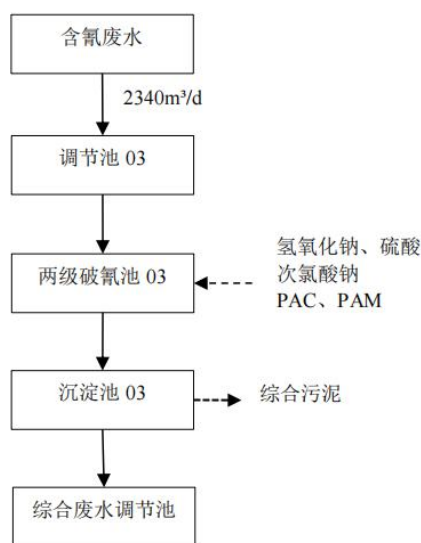 含氰废水
2340m³/d
调节池 03
两级破氰池 03
氢氧化钠、硫酸
次氯酸钠
PAC、PAM
沉淀池 03
综合污泥
综合废水调节池